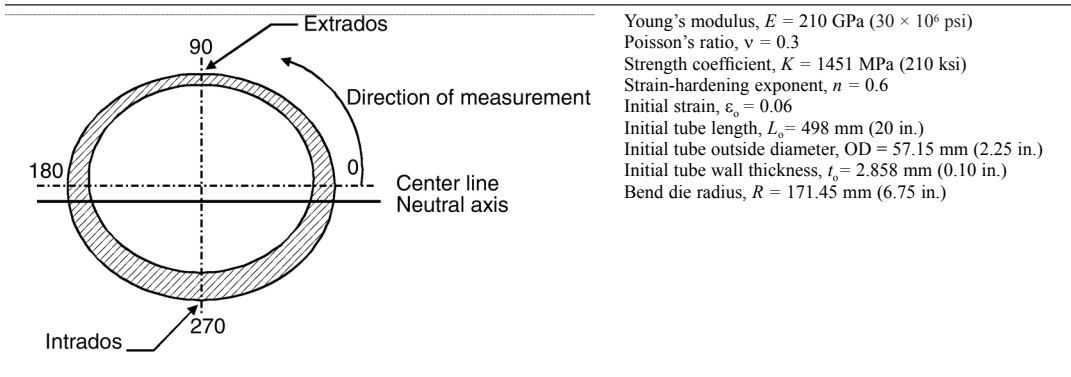 Extrados
90
Direction of measurement
180
0
Center line
Neutral axis
270
Intrados
Young’s modulus, E = 210 GPa (30 × 10⁶ psi)
Poisson’s ratio, ν = 0.3
Strength coefficient, K = 1451 MPa (210 ksi)
Strain-hardening exponent, n = 0.6
Initial strain, εₒ = 0.06
Initial tube length, Lₒ= 498 mm (20 in.)
Initial tube outside diameter, OD = 57.15 mm (2.25 in.)
Initial tube wall thickness, tₒ= 2.858 mm (0.10 in.)
Bend die radius, R = 171.45 mm (6.75 in.)